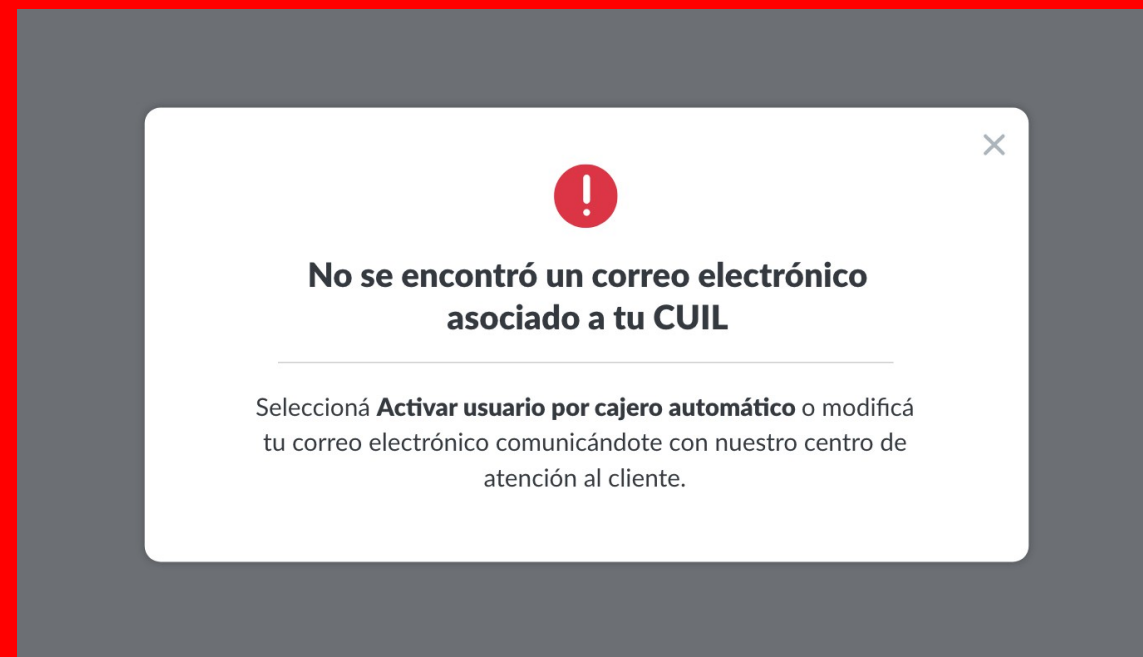 No se encontró un correo electrónico
asociado a tu CUIL
Seleccioná Activar usuario por cajero automático o modificá
tu correo electrónico comunicándote con nuestro centro de
atención al cliente.